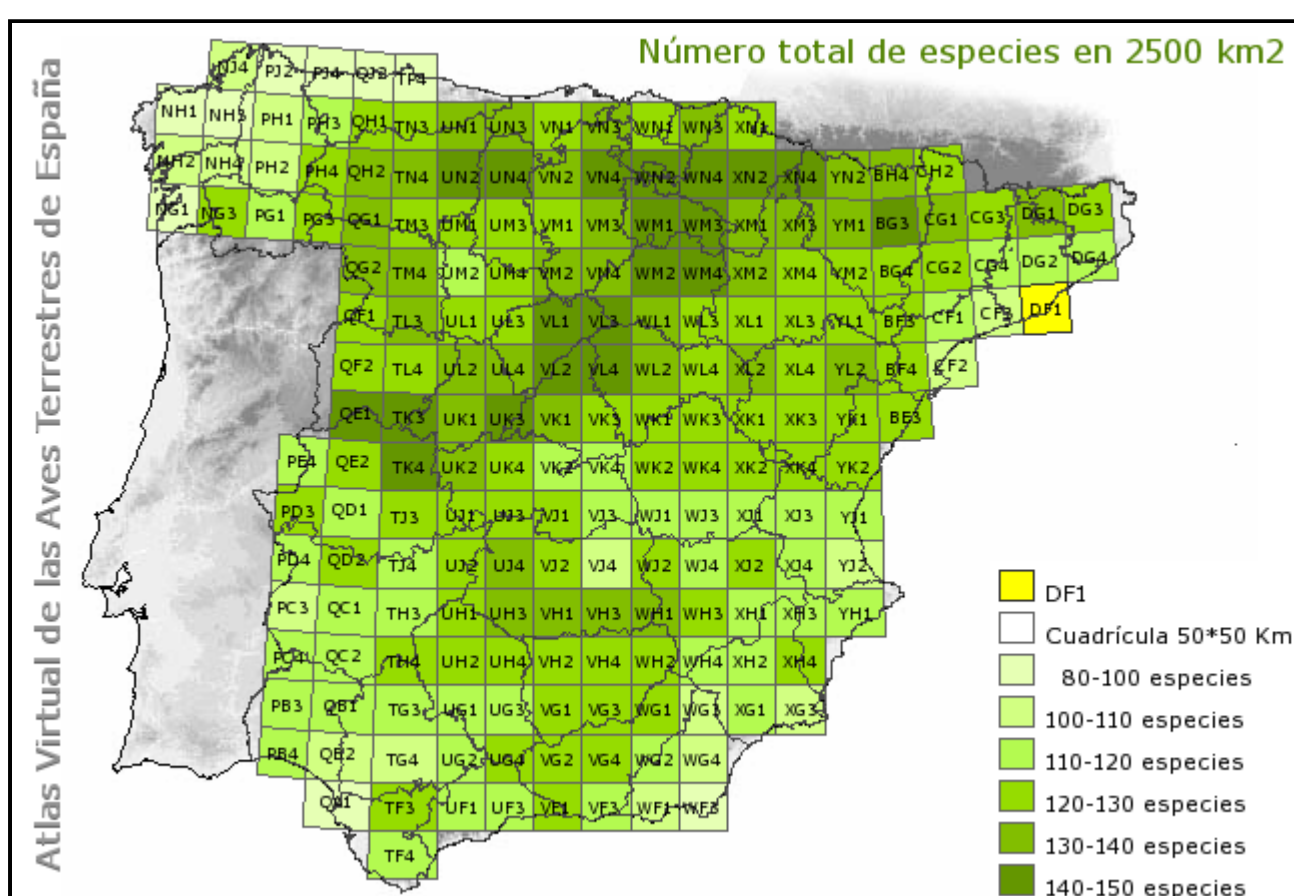 Número total de especies en 2500 km2
Atlas Virtual de las Aves Terrestres de España
NJ4 PJ2 PJ4 QJ2 TP4
NH1 NH3 PH1 PH3 QH1 TN3 UN1 UN3 VN1 VN3 WN1 WN3 XN1
NH2 NH4 PH2 PH4 QH2 TN4 UN2 UN4 VN2 VN4 WN2 WN4 XN2 XN4 YN2 BH4 CH2
NG1 NG3 PG1 PG3 QG1 TM3 UM1 UM3 VM1 VM3 WM1 WM3 XM1 XM3 YM1 BG3 CG1 CG3 DG1 DG3
QG2 TM4 UM2 UM4 VM2 VM4 WM2 WM4 XM2 XM4 YM2 BG4 CG2 CG4 DG2 DG4
QF1 TL3 UL1 UL3 VL1 VL3 WL1 WL3 XL1 XL3 YL1 BF3 CF1 CF3 DF1
QF2 TL4 UL2 UL4 VL2 VL4 WL2 WL4 XL2 XL4 YL2 BF4 CF2
QE1 TK3 UK1 UK3 VK1 VK3 WK1 WK3 XK1 XK3 YK1 BE3
PE4 QE2 TK4 UK2 UK4 VK2 VK4 WK2 WK4 XK2 XK4 YK2
PD3 QD1 TJ3 UJ1 UJ3 VJ1 VJ3 WJ1 WJ3 XJ1 XJ3 YJ1
PD4 QD2 TJ4 UJ2 UJ4 VJ2 VJ4 WJ2 WJ4 XJ2 XJ4 YJ2
PC3 QC1 TH3 UH1 UH3 VH1 VH3 WH1 WH3 XH1 XH3 YH1
PC4 QC2 TH4 UH2 UH4 VH2 VH4 WH2 WH4 XH2 XH4
PB3 QB1 TG3 UG1 UG3 VG1 VG3 WG1 WG3 XG1 XG3
PB4 QB2 TG4 UG2 UG4 VG2 VG4 WG2 WG4
QA1 TF3 UF1 UF3 VF1 VF3 WF1 WF3
TF4
DF1
Cuadrícula 50*50 Km
80-100 especies
100-110 especies
110-120 especies
120-130 especies
130-140 especies
140-150 especies